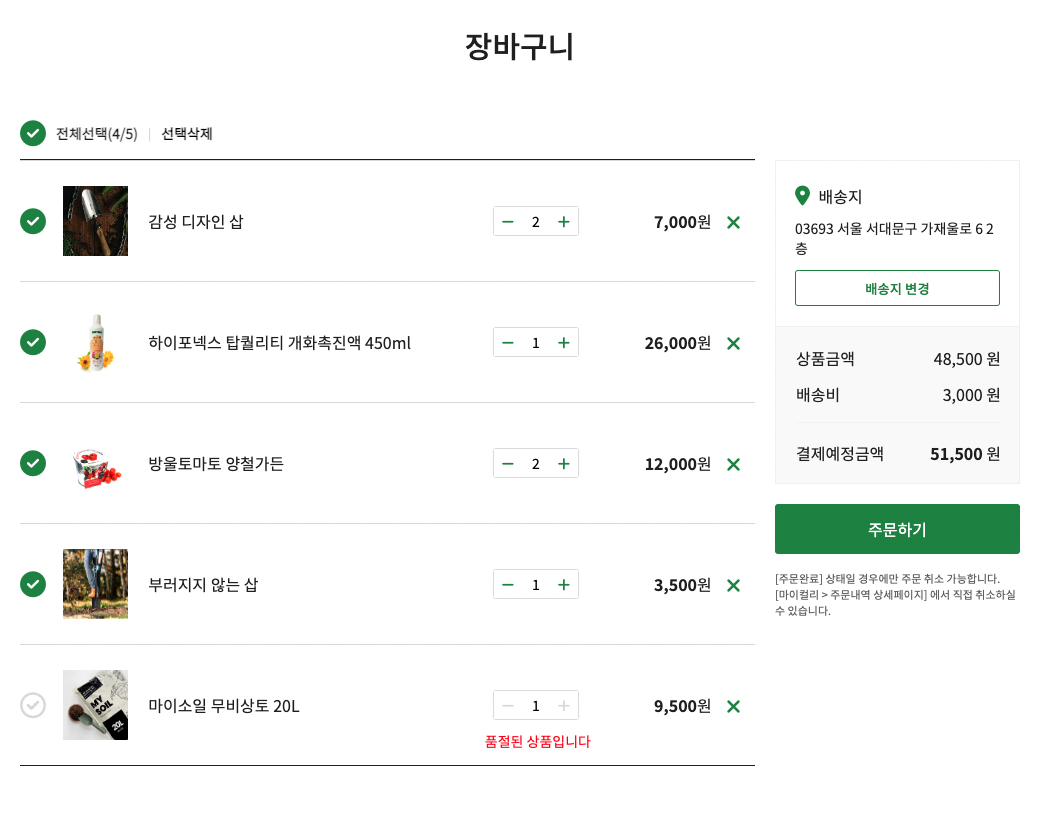 장바구니
전체선택(4/5) | 선택삭제
감성 디자인 삽 2 7,000원
하이포넥스 탑퀄리티 개화촉진액 450ml 1 26,000원
방울토마토 양철가든 2 12,000원
부러지지 않는 삽 1 3,500원
MY SOIL
20L
마이소일 무비상토 20L 1 9,500원
품절된 상품입니다
배송지
03693 서울 서대문구 가재울로 6 2
층
배송지 변경
상품금액 48,500 원
배송비 3,000 원
결제예정금액 51,500 원
주문하기
[주문완료] 상태일 경우에만 주문 취소 가능합니다.
[마이컬리 > 주문내역 상세페이지] 에서 직접 취소하실
수 있습니다.